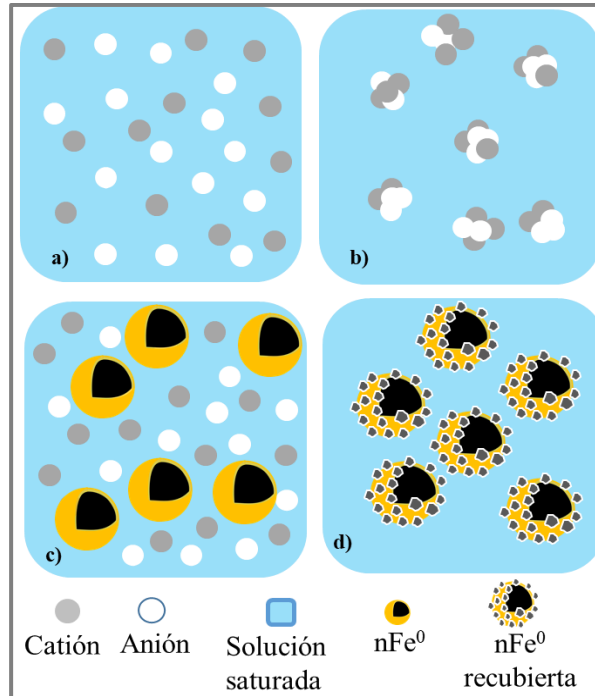 a)
b)
c)
d)
Catión
Anión
Solución
saturada
nFe⁰
nFe⁰
recubierta